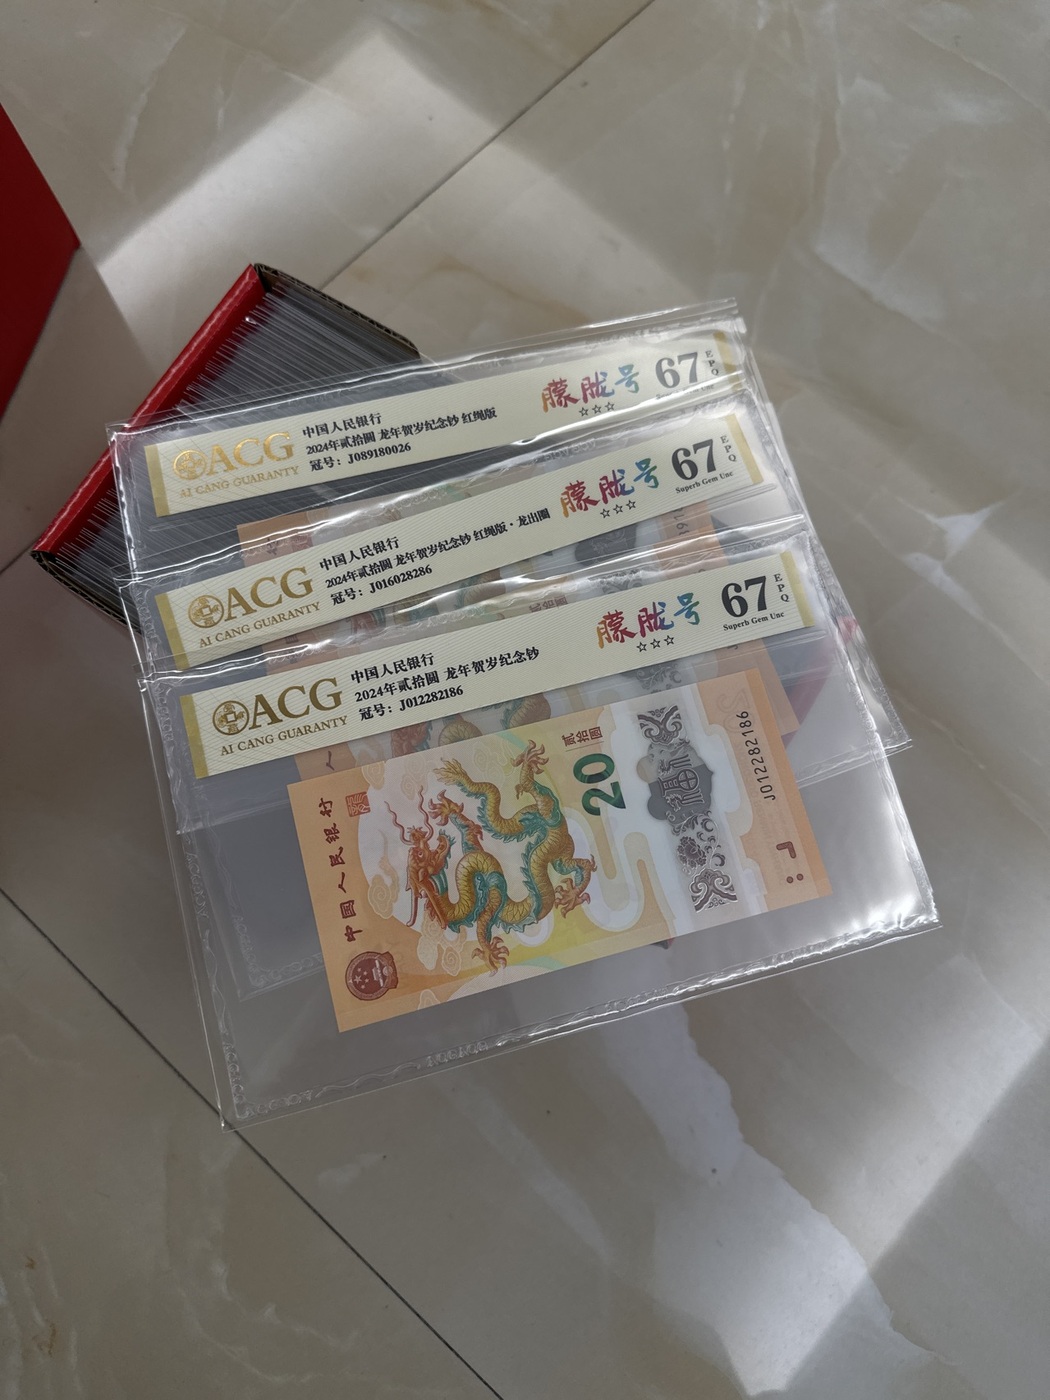 ACG
AI CANG GUARANTY
中国人民银行
2024年贰拾圆 龙年贺岁纪念钞 红绳版
冠号：J089180026
朦胧号
☆☆☆
67
EPQ
ACG
AI CANG GUARANTY
中国人民银行
2024年贰拾圆 龙年贺岁纪念钞 红绳版·龙出圈
冠号：J016028286
朦胧号
☆☆☆
67
EPQ
Superb Gem Unc
ACG
AI CANG GUARANTY
中国人民银行
2024年贰拾圆 龙年贺岁纪念钞
冠号：J012282186
朦胧号
☆☆☆
67
EPQ
Superb Gem Unc
中国人民银行
20
贰拾圆
福
J012282186